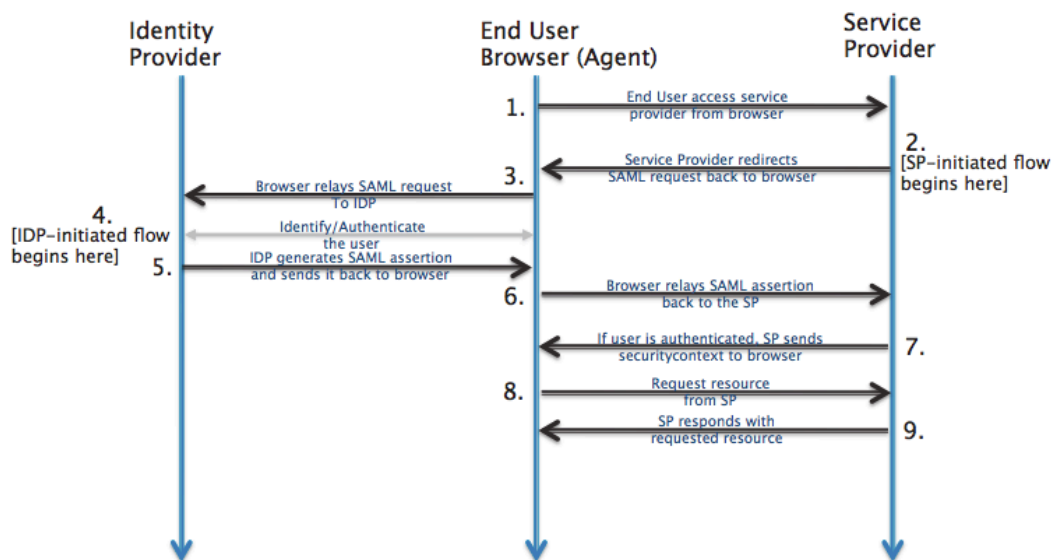 Identity
Provider
End User
Browser (Agent)
Service
Provider
1.
End User access service
provider from browser
2.
[SP-initiated flow
begins here]
Service Provider redirects
SAML request back to browser
3.
Browser relays SAML request
To IDP
4.
[IDP-initiated flow
begins here]
Identify/Authenticate
the user
5.
IDP generates SAML assertion
and sends it back to browser
6.
Browser relays SAML assertion
back to the SP
If user is authenticated, SP sends
securitycontext to browser
7.
8.
Request resource
from SP
SP responds with
requested resource
9.